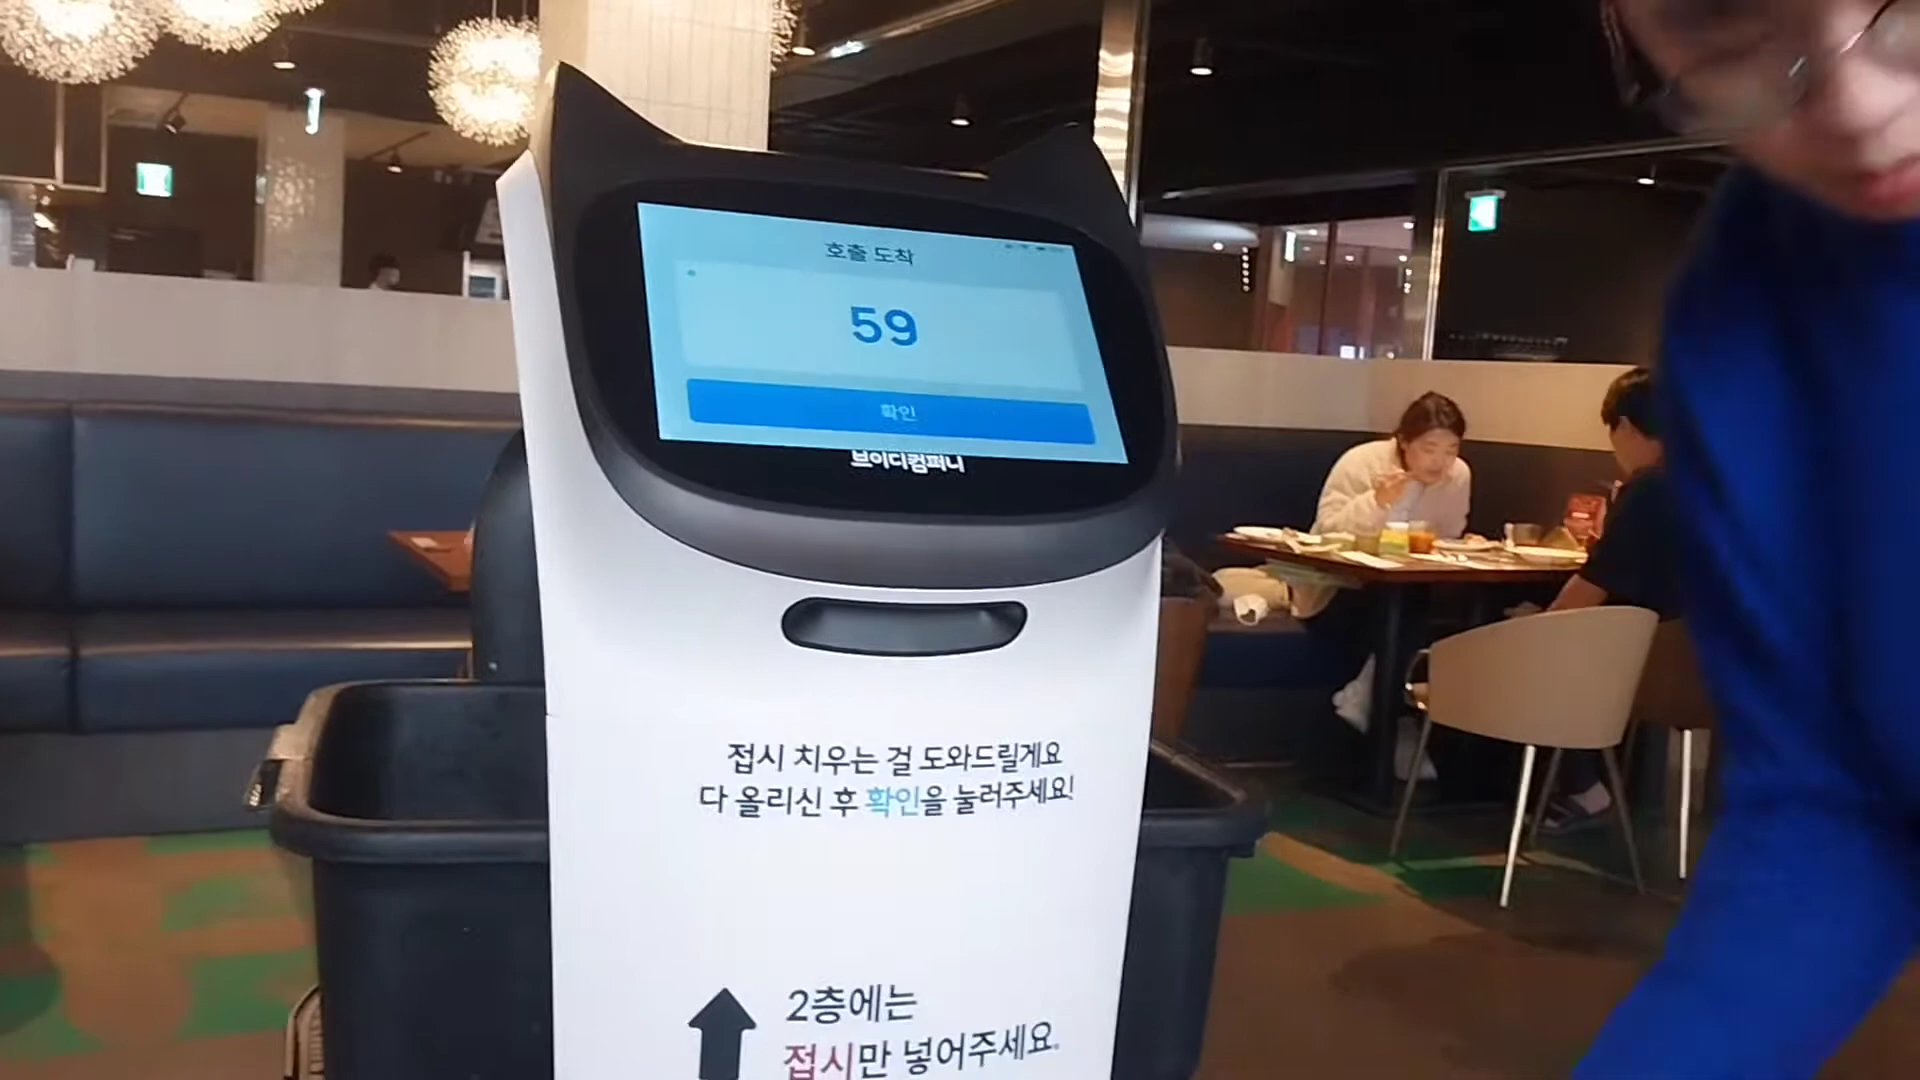 호출 도착
59
확인
브이디컴퍼니
접시 치우는 걸 도와드릴게요
다 올리신 후 확인을 눌러주세요!
2층에는
접시만 넣어주세요.